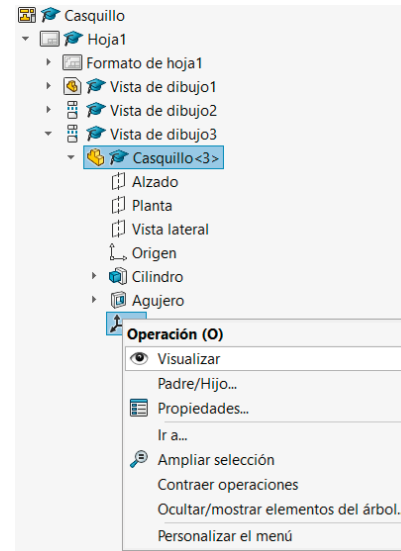 Casquillo
Hoja1
Formato de hoja1
Vista de dibujo1
Vista de dibujo2
Vista de dibujo3
Casquillo<3>
Alzado
Planta
Vista lateral
Origen
Cilindro
Agujero
Operación (O)
Visualizar
Padre/Hijo...
Propiedades...
Ir a...
Ampliar selección
Contraer operaciones
Ocultar/mostrar elementos del árbol..
Personalizar el menú